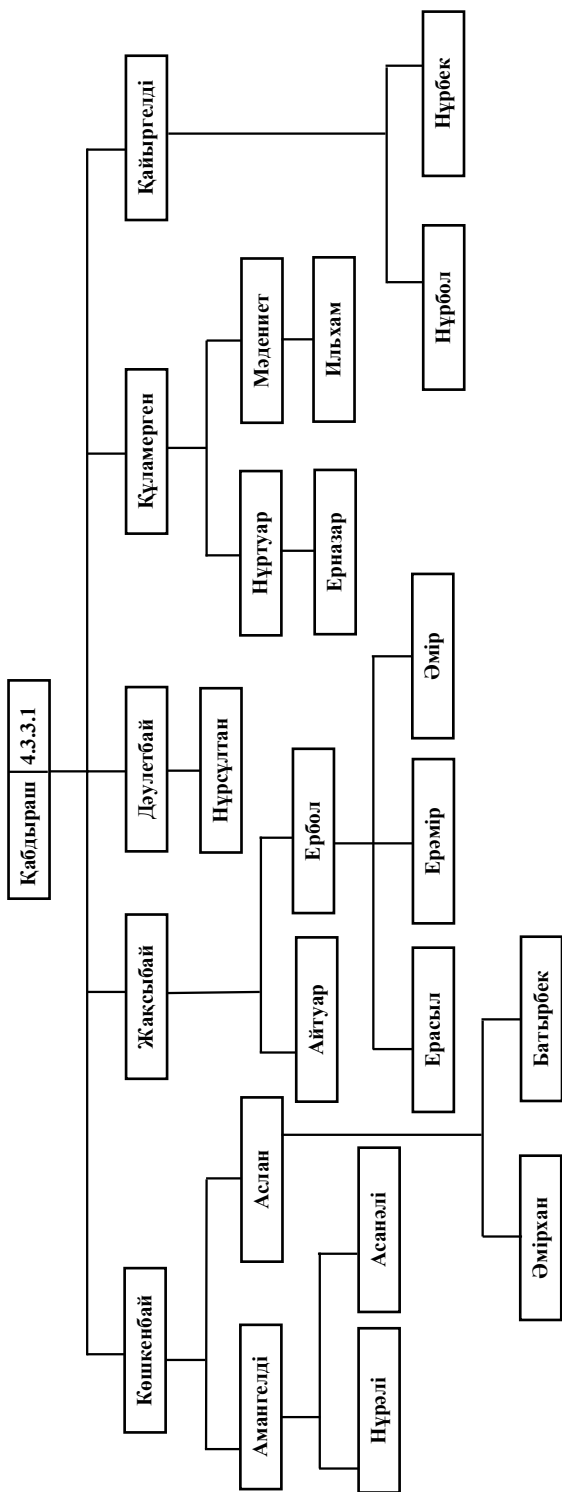 Қабдыраш 4.3.3.1
Көшкенбай
Жақсыбай
Дәулетбай
Құламерген
Қайыргелді
Нұрсұлтан
Амангелді
Аслан
Айтуар
Ербол
Нұртуар
Мәдениет
Ерназар
Ильхам
Нұрәлі
Асанәлі
Ерасыл
Ерәмір
Әмір
Нұрбол
Нұрбек
Әмірхан
Батырбек